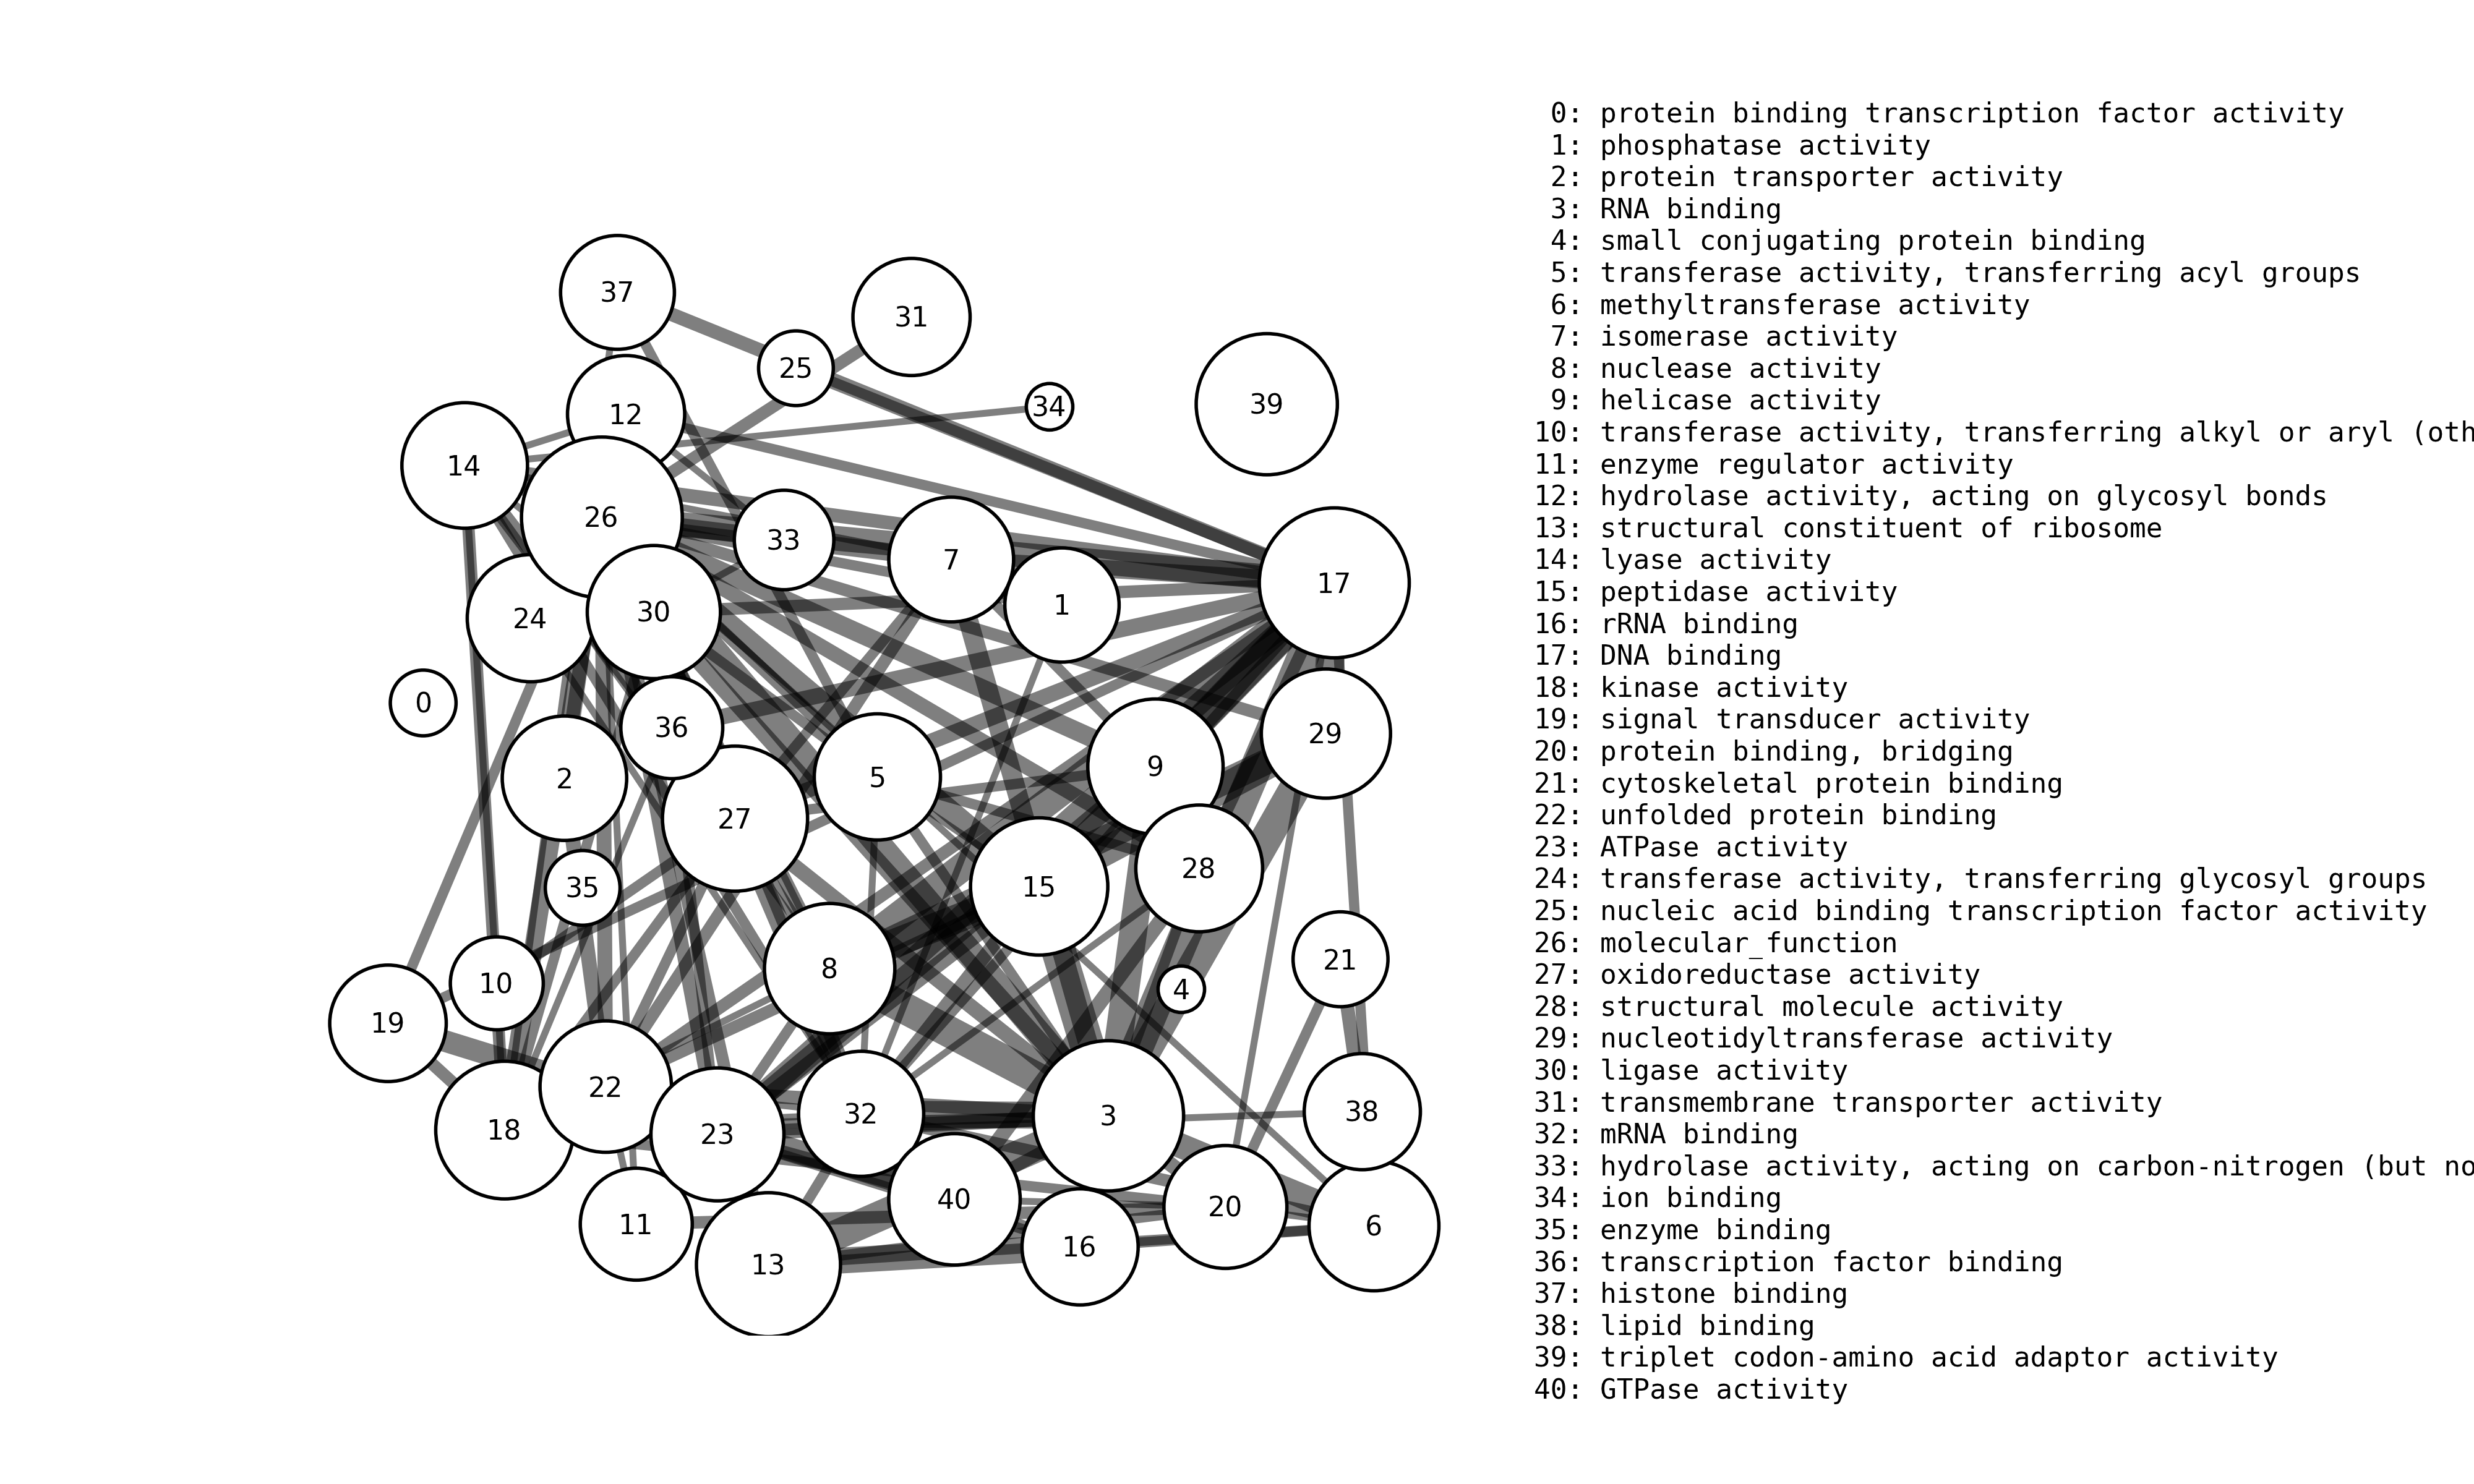 37
31
25
34
39
12
14
26
33
7
17
1
30
24
0
36
29
9
5
2
27
28
15
35
8
21
10
4
19
22
38
32
3
18
23
40
20
11
6
16
13
0: protein binding transcription factor activity
1: phosphatase activity
2: protein transporter activity
3: RNA binding
4: small conjugating protein binding
5: transferase activity, transferring acyl groups
6: methyltransferase activity
7: isomerase activity
8: nuclease activity
9: helicase activity
10: transferase activity, transferring alkyl or aryl (oth
11: enzyme regulator activity
12: hydrolase activity, acting on glycosyl bonds
13: structural constituent of ribosome
14: lyase activity
15: peptidase activity
16: rRNA binding
17: DNA binding
18: kinase activity
19: signal transducer activity
20: protein binding, bridging
21: cytoskeletal protein binding
22: unfolded protein binding
23: ATPase activity
24: transferase activity, transferring glycosyl groups
25: nucleic acid binding transcription factor activity
26: molecular_function
27: oxidoreductase activity
28: structural molecule activity
29: nucleotidyltransferase activity
30: ligase activity
31: transmembrane transporter activity
32: mRNA binding
33: hydrolase activity, acting on carbon-nitrogen (but no
34: ion binding
35: enzyme binding
36: transcription factor binding
37: histone binding
38: lipid binding
39: triplet codon-amino acid adaptor activity
40: GTPase activity